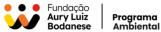 Fundação
Aury Luiz
Bodanese
Programa
Ambiental